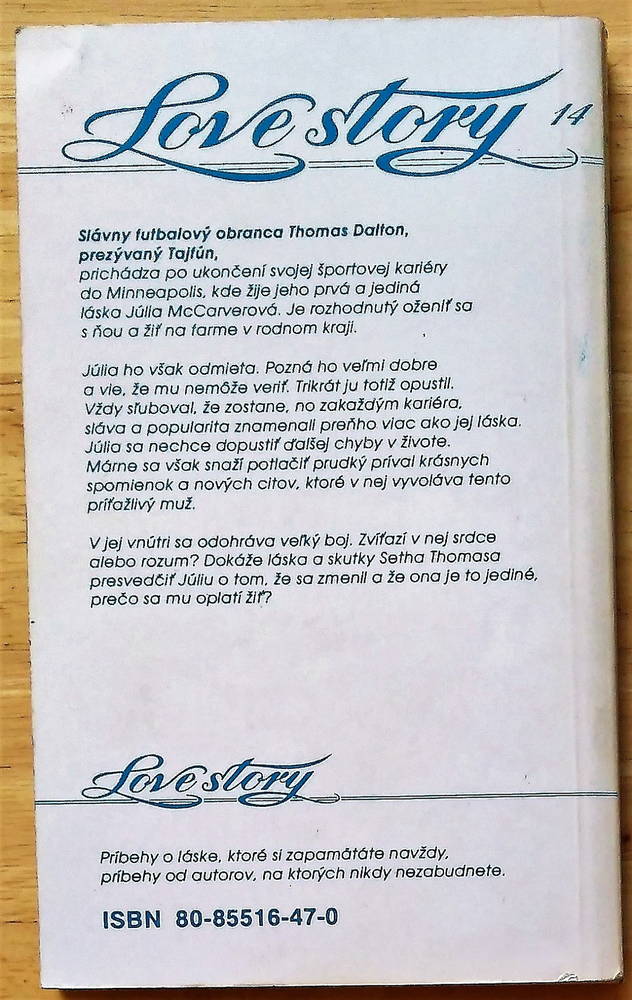 Love story 14
Slávny futbalový obranca Thomas Dalton,
prezývaný Tajfún,
prichádza po ukončení svojej športovej kariéry
do Minneapolis, kde žije jeho prvá a jediná
láska Júlia McCarverová. Je rozhodnutý oženiť sa
s ňou a žiť na farme v rodnom kraji.
Júlia ho však odmieta. Pozná ho veľmi dobre
a vie, že mu nemôže veriť. Trikrát ju totiž opustil.
Vždy sľuboval, že zostane, no zakaždým kariéra,
sláva a popularita znamenali preňho viac ako jej láska.
Júlia sa nechce dopustiť ďalšej chyby v živote.
Márne sa však snaží potlačiť prudký príval krásnych
spomienok a nových citov, ktoré v nej vyvoláva tento
príťažlivý muž.
V jej vnútri sa odohráva veľký boj. Zvíťazí v nej srdce
alebo rozum? Dokáže láska a skutky Setha Thomasa
presvedčiť Júliu o tom, že sa zmenil a že ona je to jediné,
prečo sa mu oplatí žiť?
Love story
Príbehy o láske, ktoré si zapamätáte navždy,
príbehy od autorov, na ktorých nikdy nezabudnete.
ISBN 80-85516-47-0